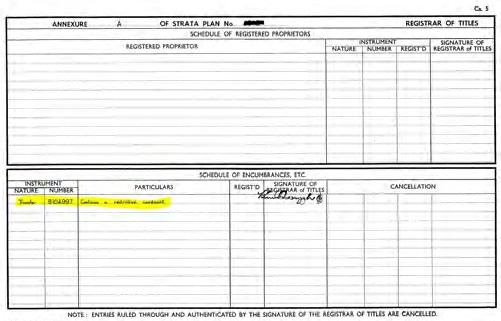 Cs. 5
ANNEXURE A OF STRATA PLAN No. REGISTRAR OF TITLES
SCHEDULE OF REGISTERED PROPRIETORS
REGISTERED PROPRIETOR
INSTRUMENT
NATURE NUMBER REGIST'D
SIGNATURE OF
REGISTRAR of TITLES
SCHEDULE OF ENCUMBRANCES, ETC.
INSTRUMENT
NATURE NUMBER
PARTICULARS
REGIST'D
SIGNATURE OF
REGISTRAR OF TITLES
CANCELLATION
Transfer B104997 Contains a restrictive covenant.
NOTE: ENTRIES RULED THROUGH AND AUTHENTICATED BY THE SIGNATURE OF THE REGISTRAR OF TITLES ARE CANCELLED.